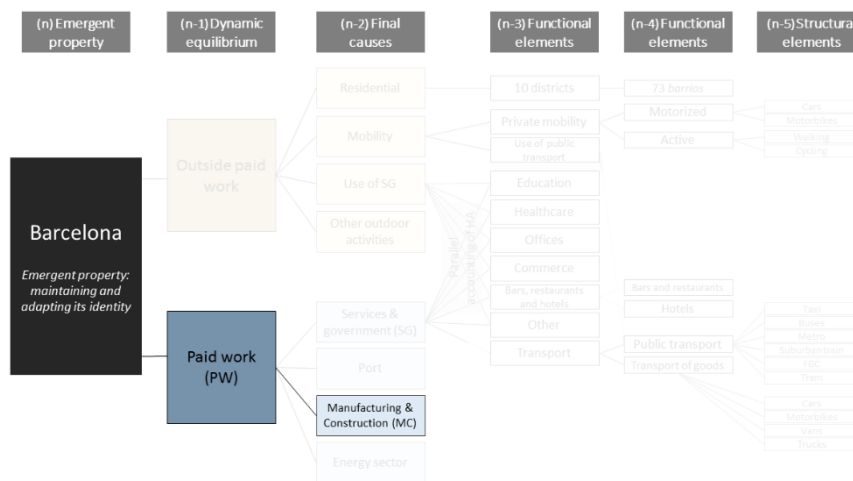 (n) Emergent
property
(n-1) Dynamic
equilibrium
(n-2) Final
causes
(n-3) Functional
elements
(n-4) Functional
elements
(n-5) Structura
elements
Barcelona
Emergent property:
maintaining and
adapting its identity
Outside paid
work
Paid work
(PW)
Residential
Mobility
Use of SG
Other outdoor
activities
Services &
government (SG)
Port
Manufacturing &
Construction (MC)
Energy sector
Parallel
accounting of HA
10 districts
Private mobility
Use of public
transport
Education
Healthcare
Offices
Commerce
Bars, restaurants
and hotels
Other
Transport
73 barrios
Motorized
Active
Bars and restaurants
Hotels
Public transport
Transport of goods
Cars
Motorbikes
Walking
Cycling
Taxi
Buses
Metro
Suburban train
FGC
Tram
Cars
Motorbikes
Vans
Trucks